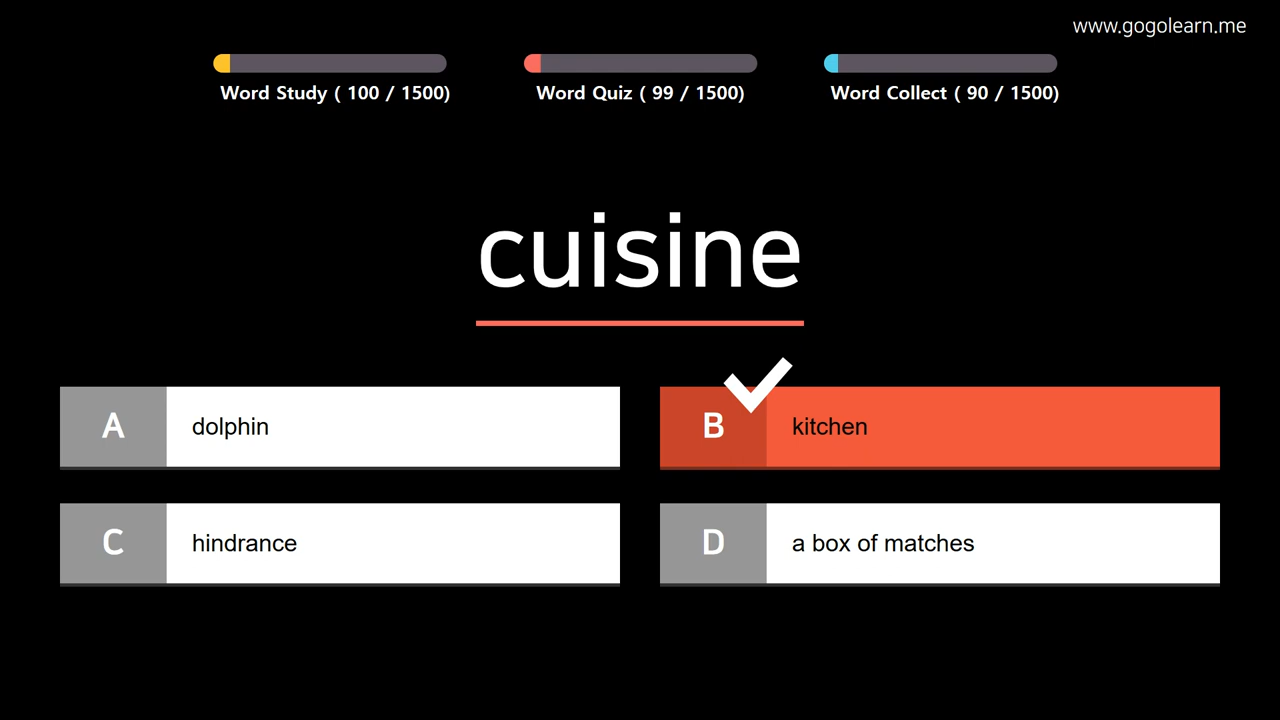 www.gogolearn.me
Word Study ( 100 / 1500)
Word Quiz ( 99 / 1500)
Word Collect ( 90 / 1500)
cuisine
A dolphin
B kitchen
C hindrance
D a box of matches